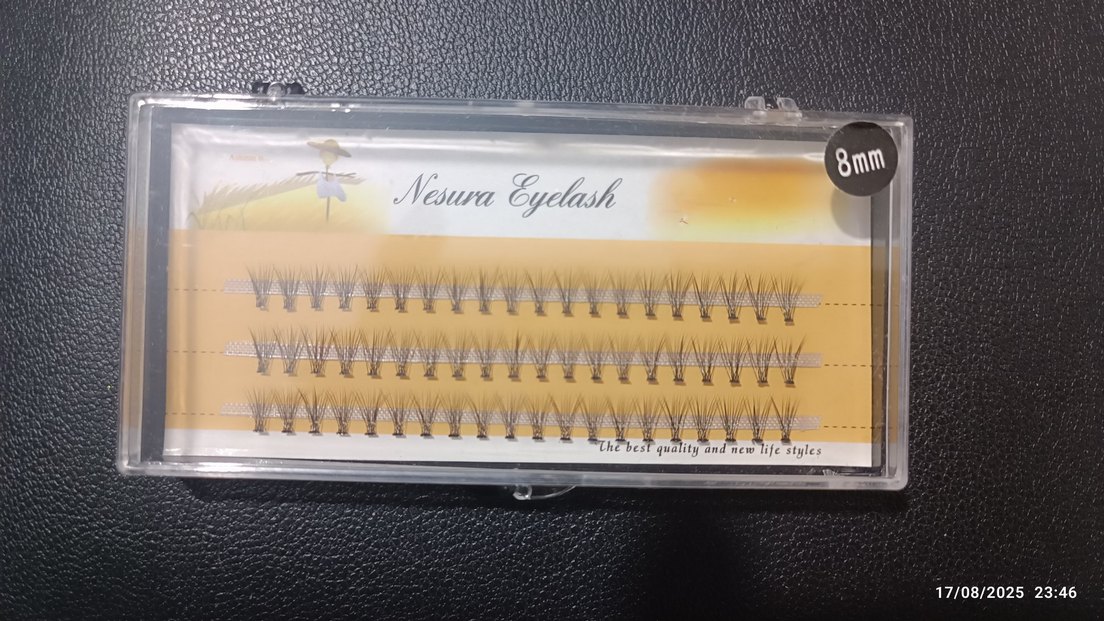 8mm
Nesura Eyelash
The best quality and new life styles
17/08/2025 23:46